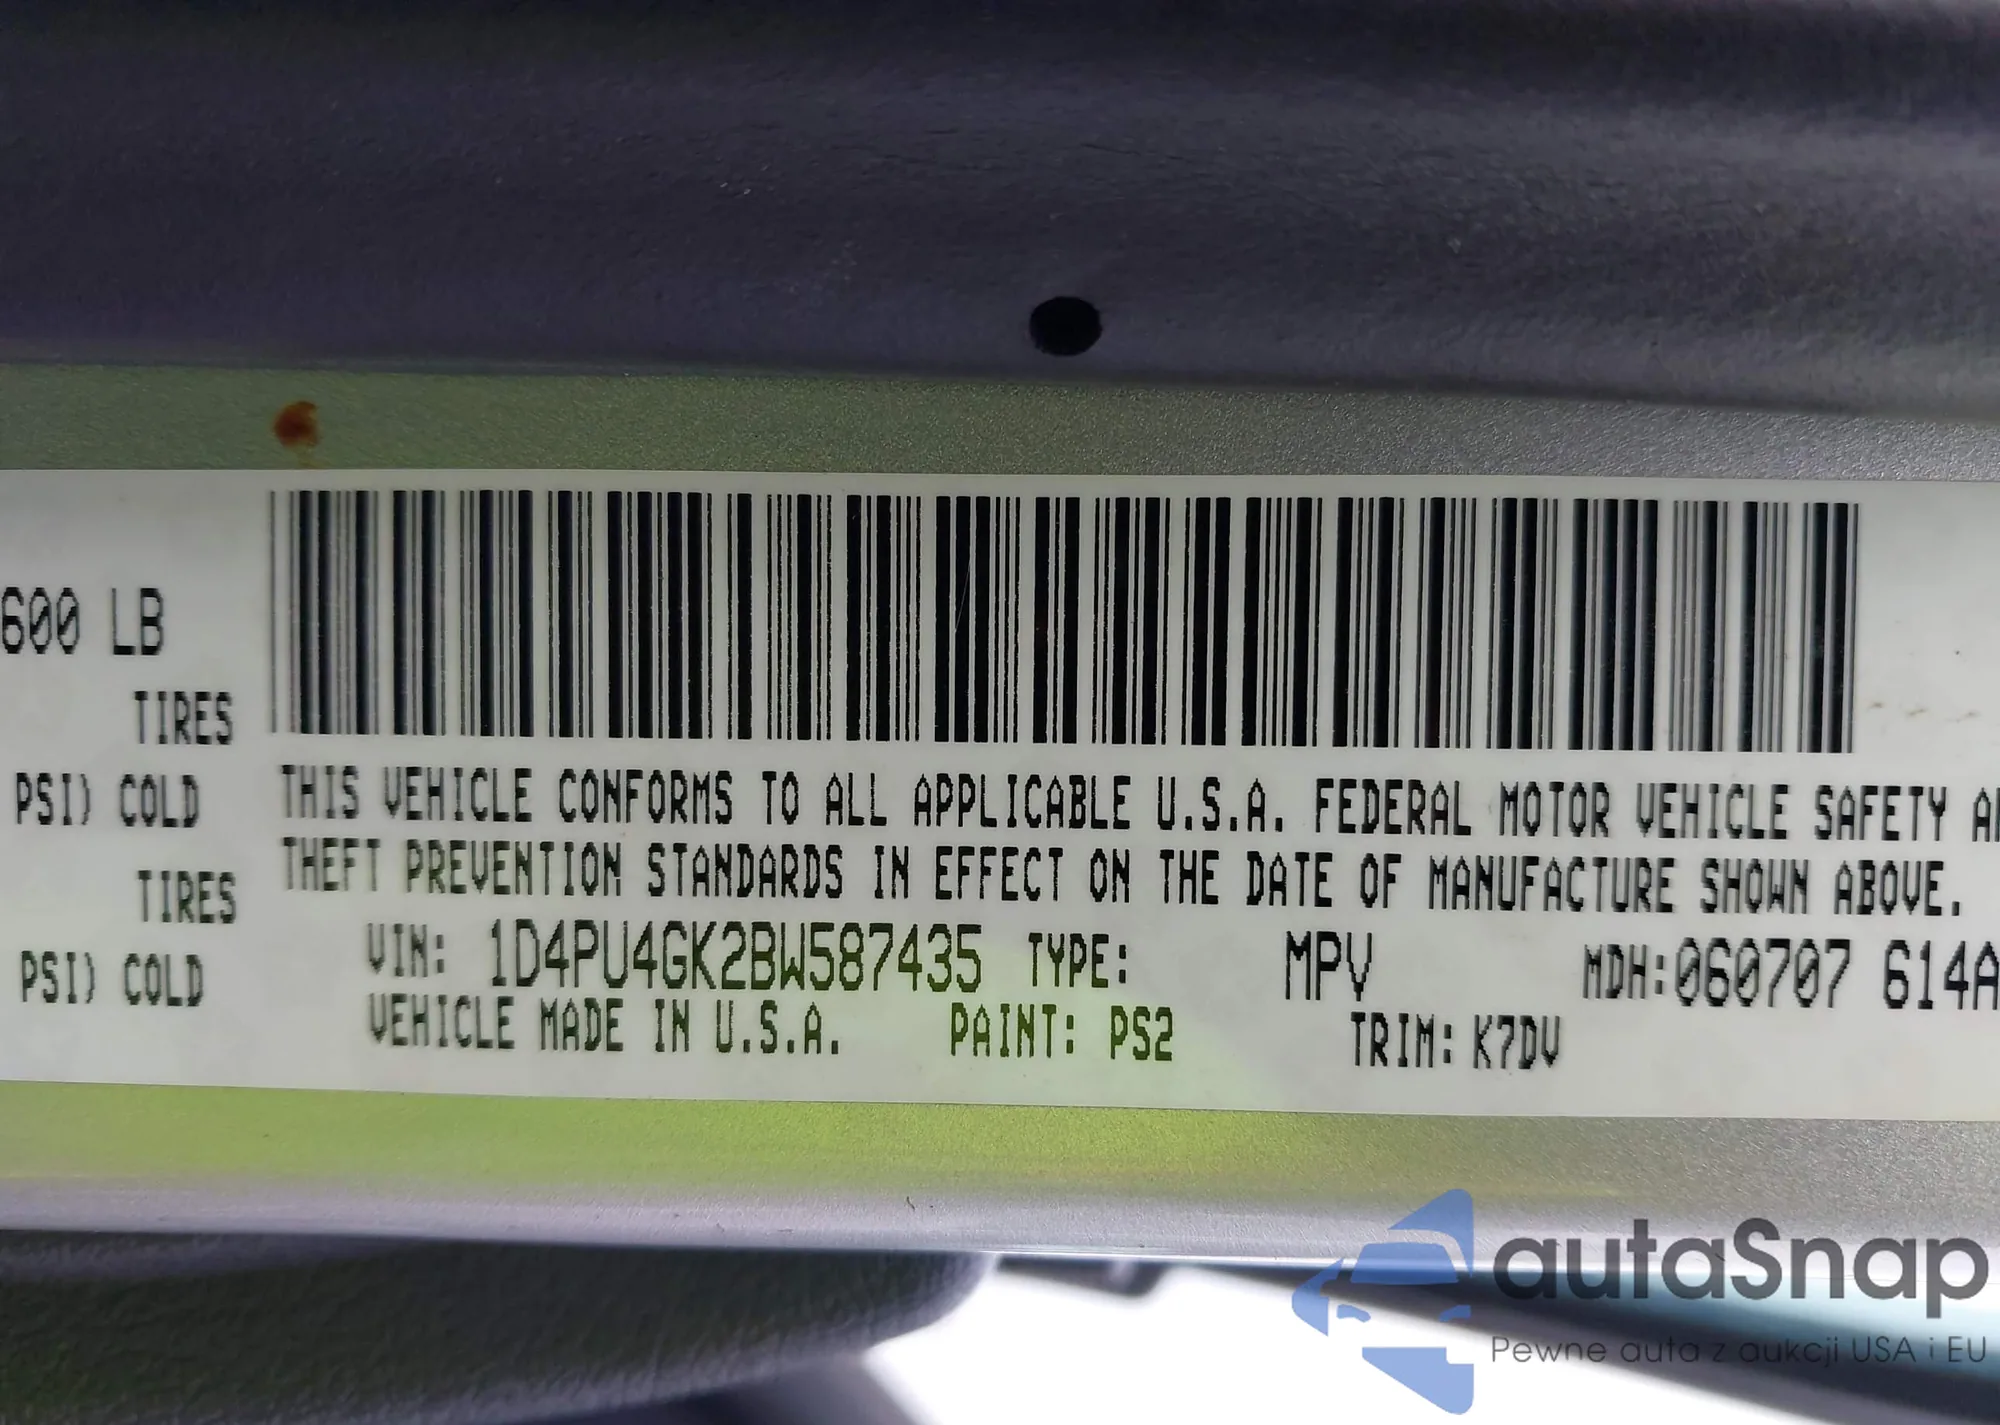 600 LB
TIRES
PSI) COLD
TIRES
PSI) COLD
THIS VEHICLE CONFORMS TO ALL APPLICABLE U.S.A. FEDERAL MOTOR VEHICLE SAFETY
THEFT PREVENTION STANDARDS IN EFFECT ON THE DATE OF MANUFACTURE SHOWN ABOVE.
VIN: 1D4PU4GK2BW587435 TYPE: MPV MDH:060707 614A
VEHICLE MADE IN U.S.A. PAINT: PS2 TRIM: K7DV
autaSnap
Pewne auta z aukcji USA i EU